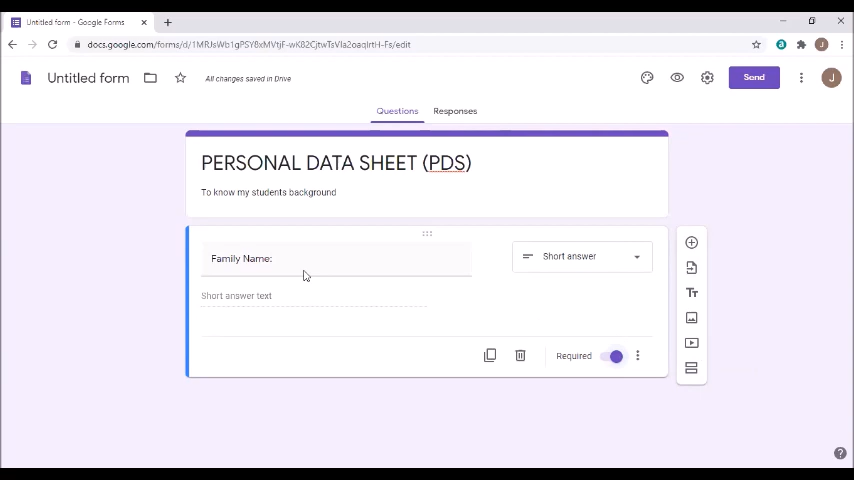 Untitled form - Google Forms
docs.google.com/forms/d/1MRJsWb1gPSY8xMVtjF-wK82CjtwTsVla2oaqlrtH-Fs/edit
a J
Untitled form
All changes saved in Drive
Send
J
Questions Responses
PERSONAL DATA SHEET (PDS)
To know my students background
Family Name:
Short answer
Short answer text
Tт
Required
?